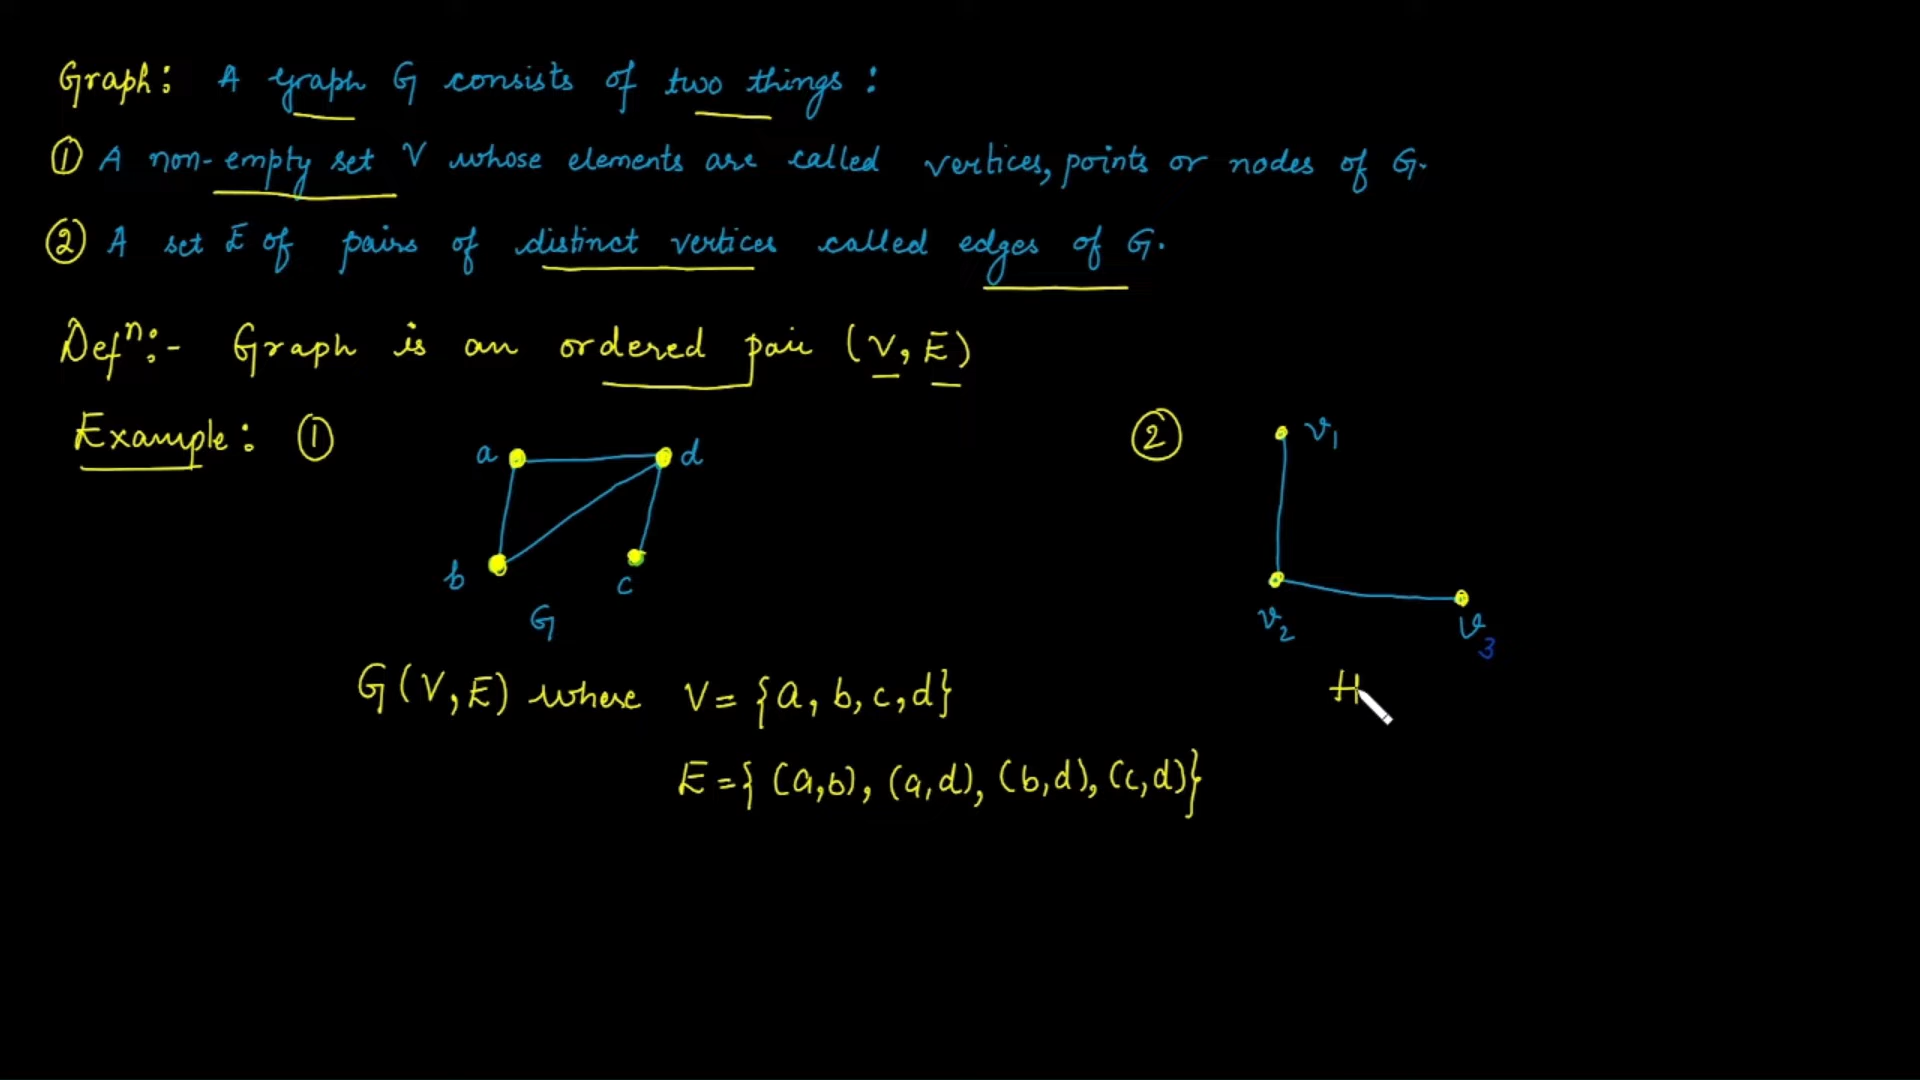 Graph: A graph G consists of two things:
① A non-empty set V whose elements are called vertices, points or nodes of G.
② A set E of pairs of distinct vertices called edges of G.
Defⁿ:- Graph is an ordered pair (V, E)
Example: ①
a
d
b
c
G
G(V, E) where V = {a, b, c, d}
E = { (a,b), (a,d), (b,d), (c,d)}
②
v₁
v₂
v₃
H